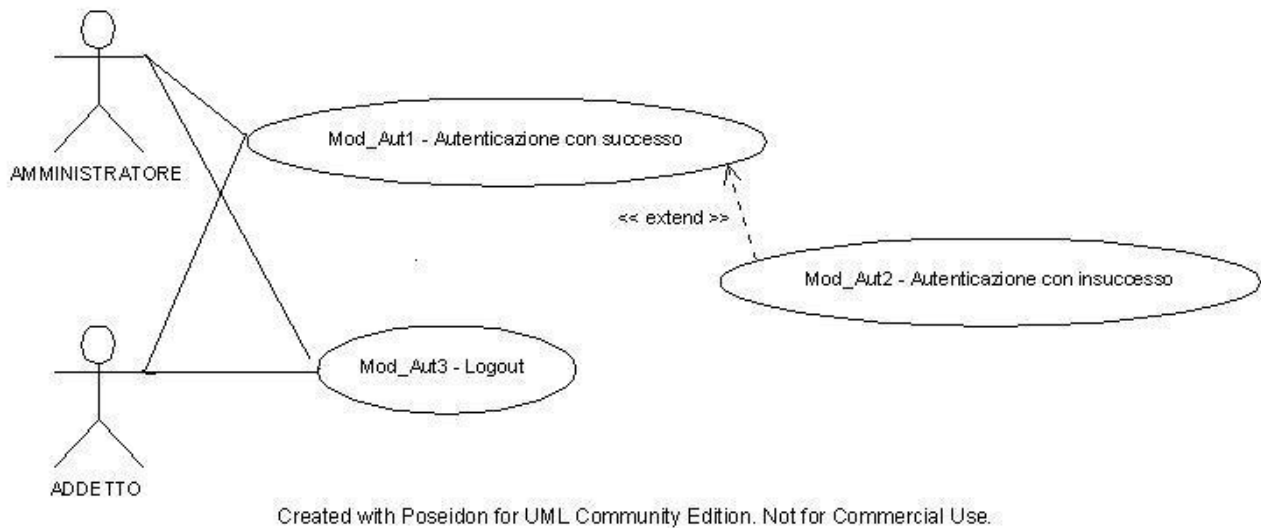 AMMINISTRATORE
Mod_Aut1 - Autenticazione con successo
<< extend >>
Mod_Aut2 - Autenticazione con insuccesso
Mod_Aut3 - Logout
ADDETTO
Created with Poseidon for UML Community Edition. Not for Commercial Use.